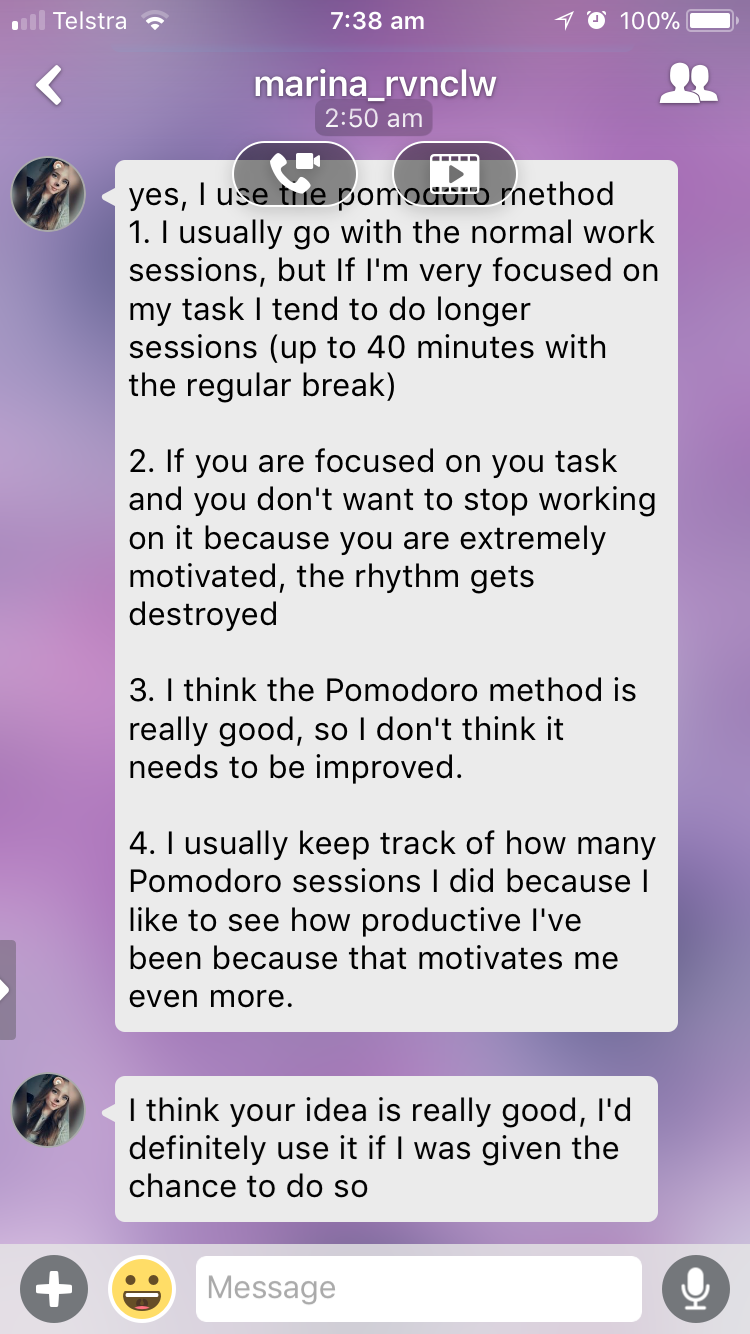 Telstra 7:38 am 100%
marina_rvnclw
2:50 am
yes, I use the pomodoro method
1. I usually go with the normal work
sessions, but If I'm very focused on
my task I tend to do longer
sessions (up to 40 minutes with
the regular break)
2. If you are focused on you task
and you don't want to stop working
on it because you are extremely
motivated, the rhythm gets
destroyed
3. I think the Pomodoro method is
really good, so I don't think it
needs to be improved.
4. I usually keep track of how many
Pomodoro sessions I did because I
like to see how productive I've
been because that motivates me
even more.
I think your idea is really good, I'd
definitely use it if I was given the
chance to do so
Message